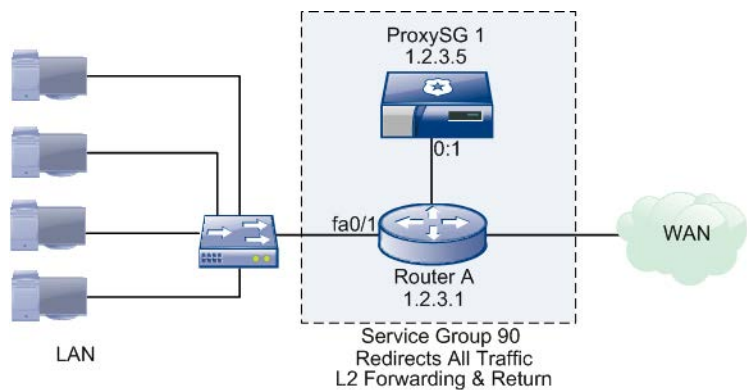 ProxySG 1
1.2.3.5
0:1
fa0/1
WAN
Router A
1.2.3.1
LAN
Service Group 90
Redirects All Traffic
L2 Forwarding & Return